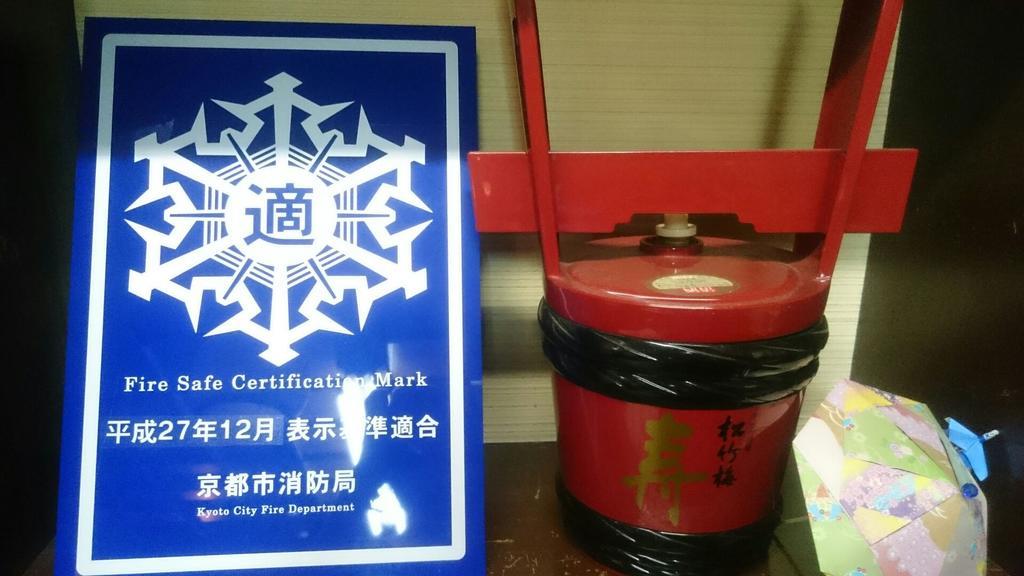 適
Fire Safe Certification Mark
平成27年12月 表示基準適合
京都市消防局
Kyoto City Fire Department
寿
松竹梅